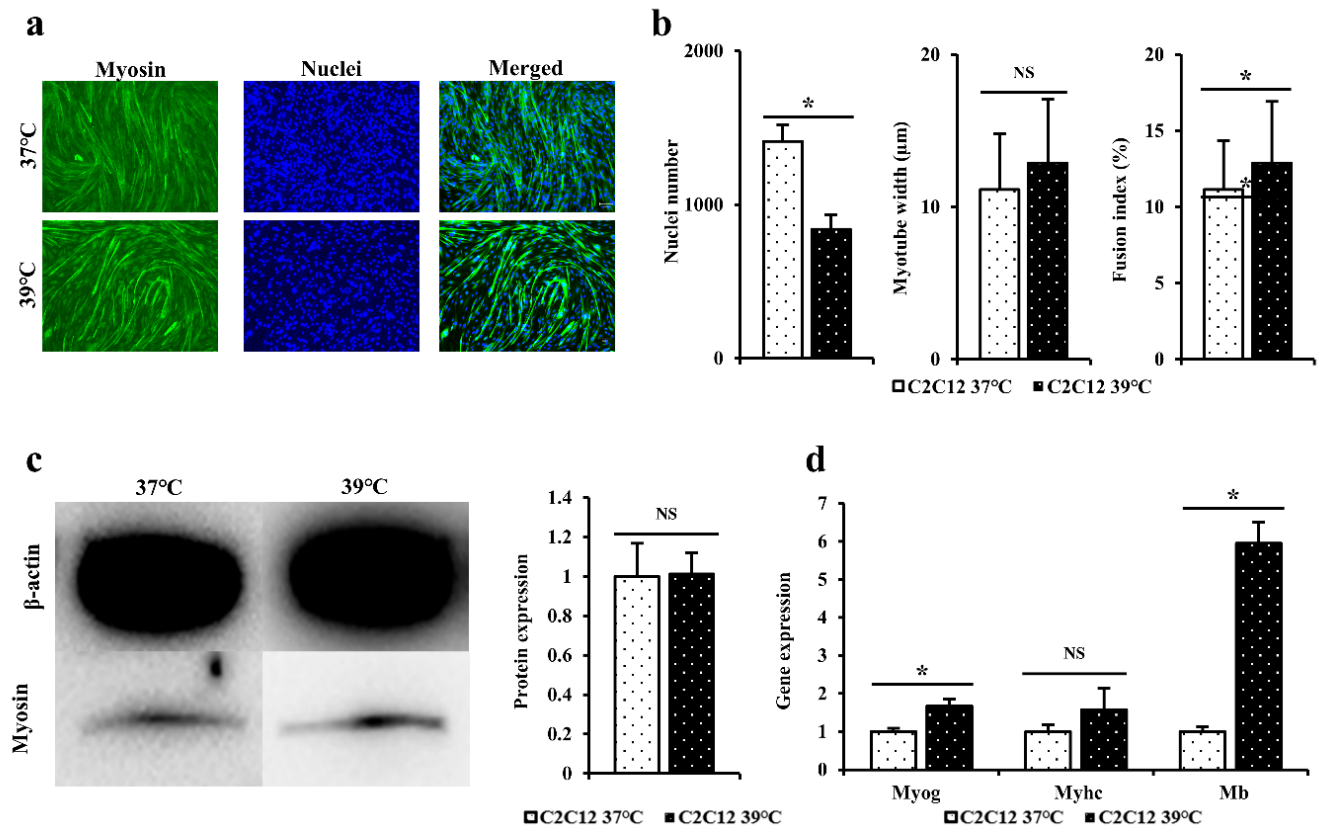 a
Myosin
Nuclei
Merged
37°C
39°C
b
2000
1000
0
Nuclei number
*
20
10
0
Myotube width (μm)
NS
20
15
10
5
0
Fusion index (%)
*
*
C2C12 37°C
C2C12 39°C
c
37°C
39°C
β-actin
Myosin
1.4
1.2
1
0.8
0.6
0.4
0.2
0
Protein expression
NS
C2C12 37°C
C2C12 39°C
d
7
6
5
4
3
2
1
0
Gene expression
*
NS
*
Myog
Myhc
Mb
C2C12 37°C
C2C12 39°C